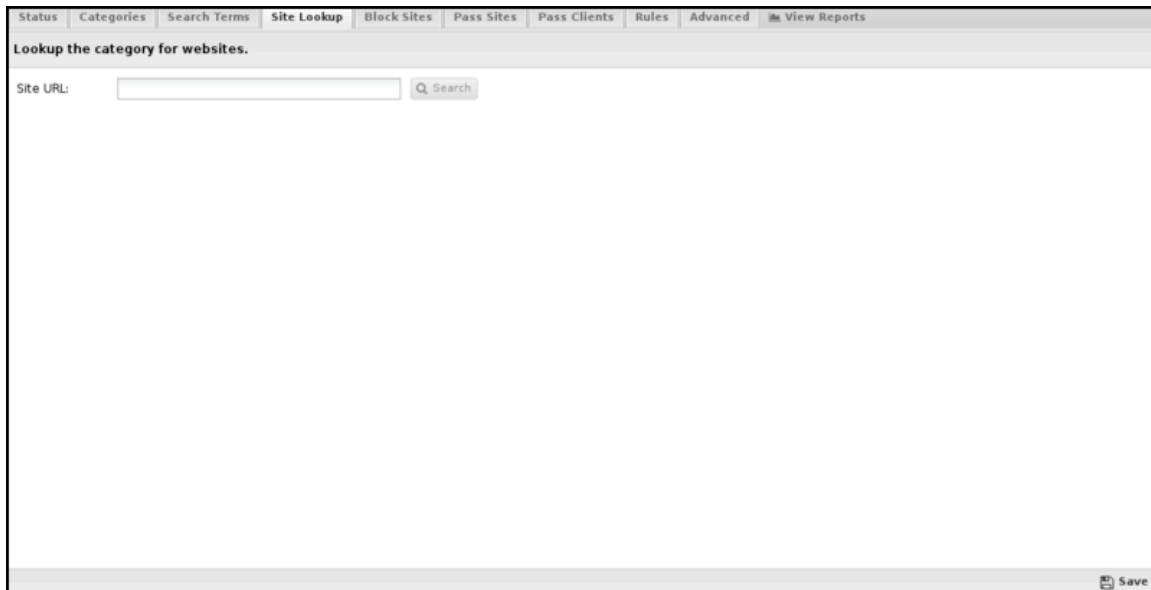 Status Categories Search Terms Site Lookup Block Sites Pass Sites Pass Clients Rules Advanced View Reports
Lookup the category for websites.
Site URL: Search
Save